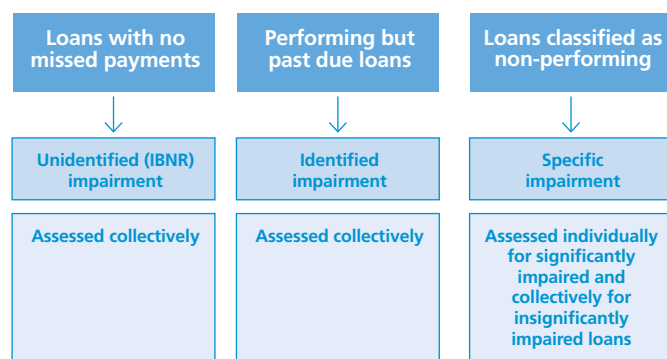 Loans with no
missed payments
Performing but
past due loans
Loans classified as
non-performing
Unidentified (IBNR)
impairment
Identified
impairment
Specific
impairment
Assessed collectively
Assessed collectively
Assessed individually
for significantly
impaired and
collectively for
insignificantly
impaired loans